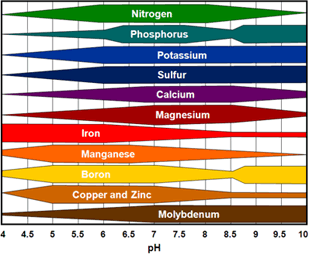 Nitrogen
Phosphorus
Potassium
Sulfur
Calcium
Magnesium
Iron
Manganese
Boron
Copper and Zinc
Molybdenum
4 4.5 5 5.5 6 6.5 7 7.5 8 8.5 9 9.5 10
pH